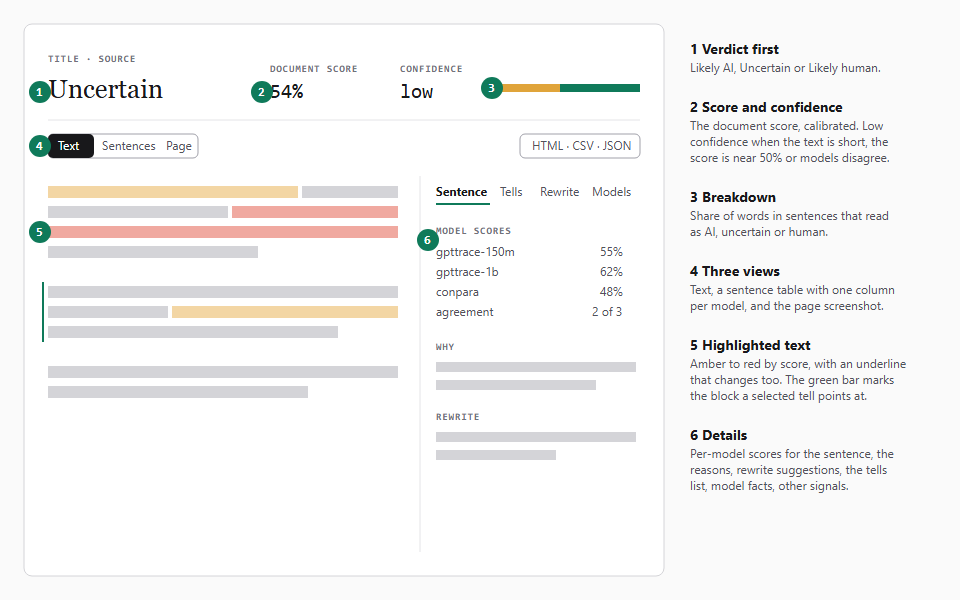 TITLE · SOURCE
1 Uncertain
DOCUMENT SCORE
2 54%
CONFIDENCE
low
3
4 Text Sentences Page
HTML · CSV · JSON
5
Sentence Tells Rewrite Models
6 MODEL SCORES
gpttrace-150m 55%
gpttrace-1b 62%
conpara 48%
agreement 2 of 3
WHY
REWRITE
1 Verdict first
Likely AI, Uncertain or Likely human.
2 Score and confidence
The document score, calibrated. Low
confidence when the text is short, the
score is near 50% or models disagree.
3 Breakdown
Share of words in sentences that read
as AI, uncertain or human.
4 Three views
Text, a sentence table with one column
per model, and the page screenshot.
5 Highlighted text
Amber to red by score, with an underline
that changes too. The green bar marks
the block a selected tell points at.
6 Details
Per-model scores for the sentence, the
reasons, rewrite suggestions, the tells
list, model facts, other signals.